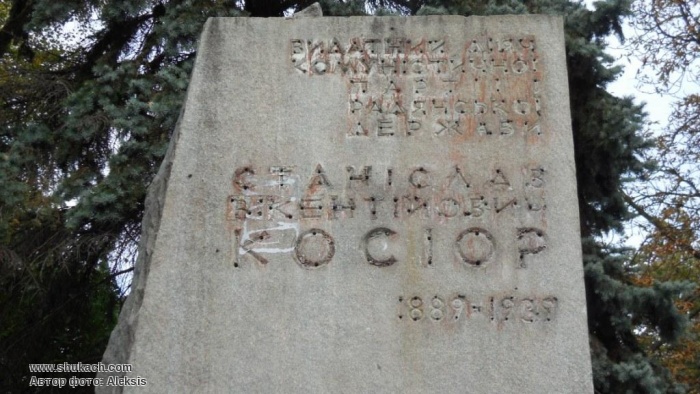 ВИДАТНИЙ ДІЯЧ
КОМУНІСТИЧНОЇ
ПАРТІЇ І
РАДЯНСЬКОЇ
ДЕРЖАВИ
СТАНІСЛАВ
ВІКЕНТІЙОВИЧ
КОСІОР
1889-1939
www.shukach.com
Автор фото: Aleksis